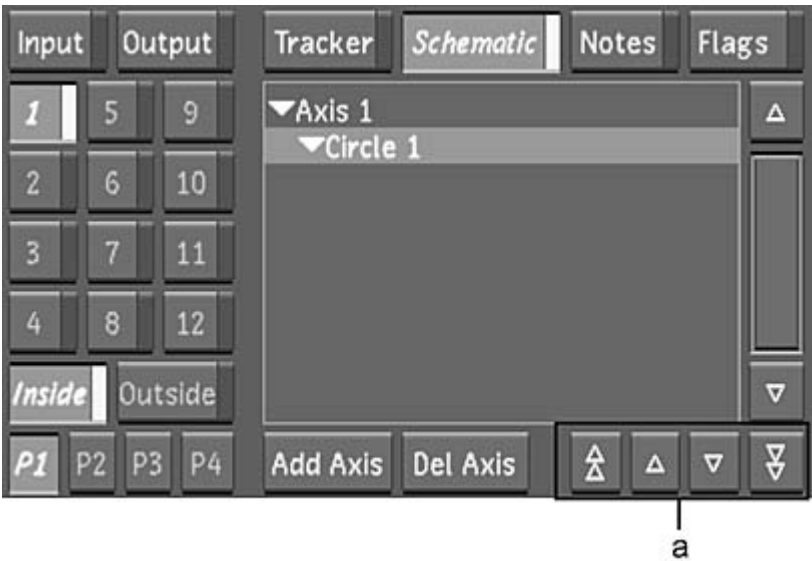 Input Output Tracker Schematic Notes Flags
1 5 9
2 6 10
3 7 11
4 8 12
Axis 1
Circle 1
Inside Outside
P1 P2 P3 P4 Add Axis Del Axis
a